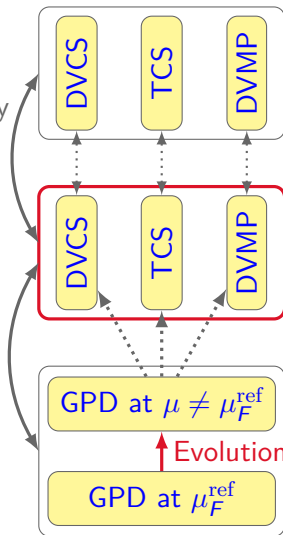 DVCS TCS DVMP
y
DVCS TCS DVMP
GPD at μ ≠ μ_F^ref
Evolution
GPD at μ_F^ref